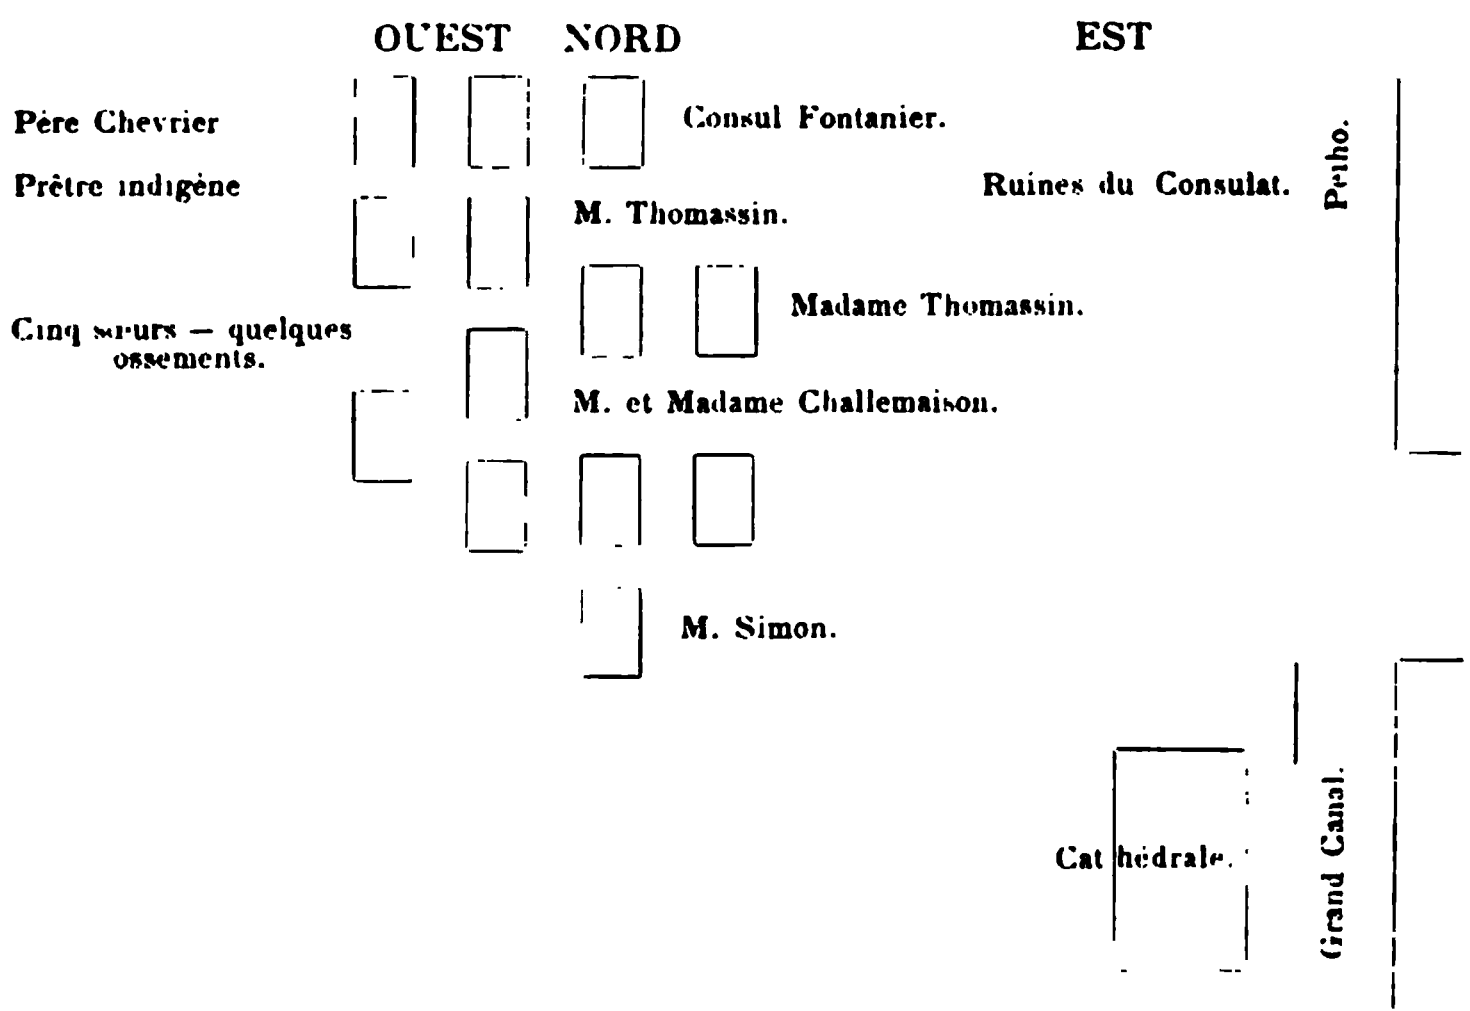 OUEST NORD EST
Père Chevrier
Consul Fontanier.
Prêtre indigène
Ruines du Consulat.
Peïho.
M. Thomassin.
Madame Thomassin.
Cinq sœurs — quelques
ossements.
M. et Madame Challemaison.
M. Simon.
Cathédrale.
Grand Canal.